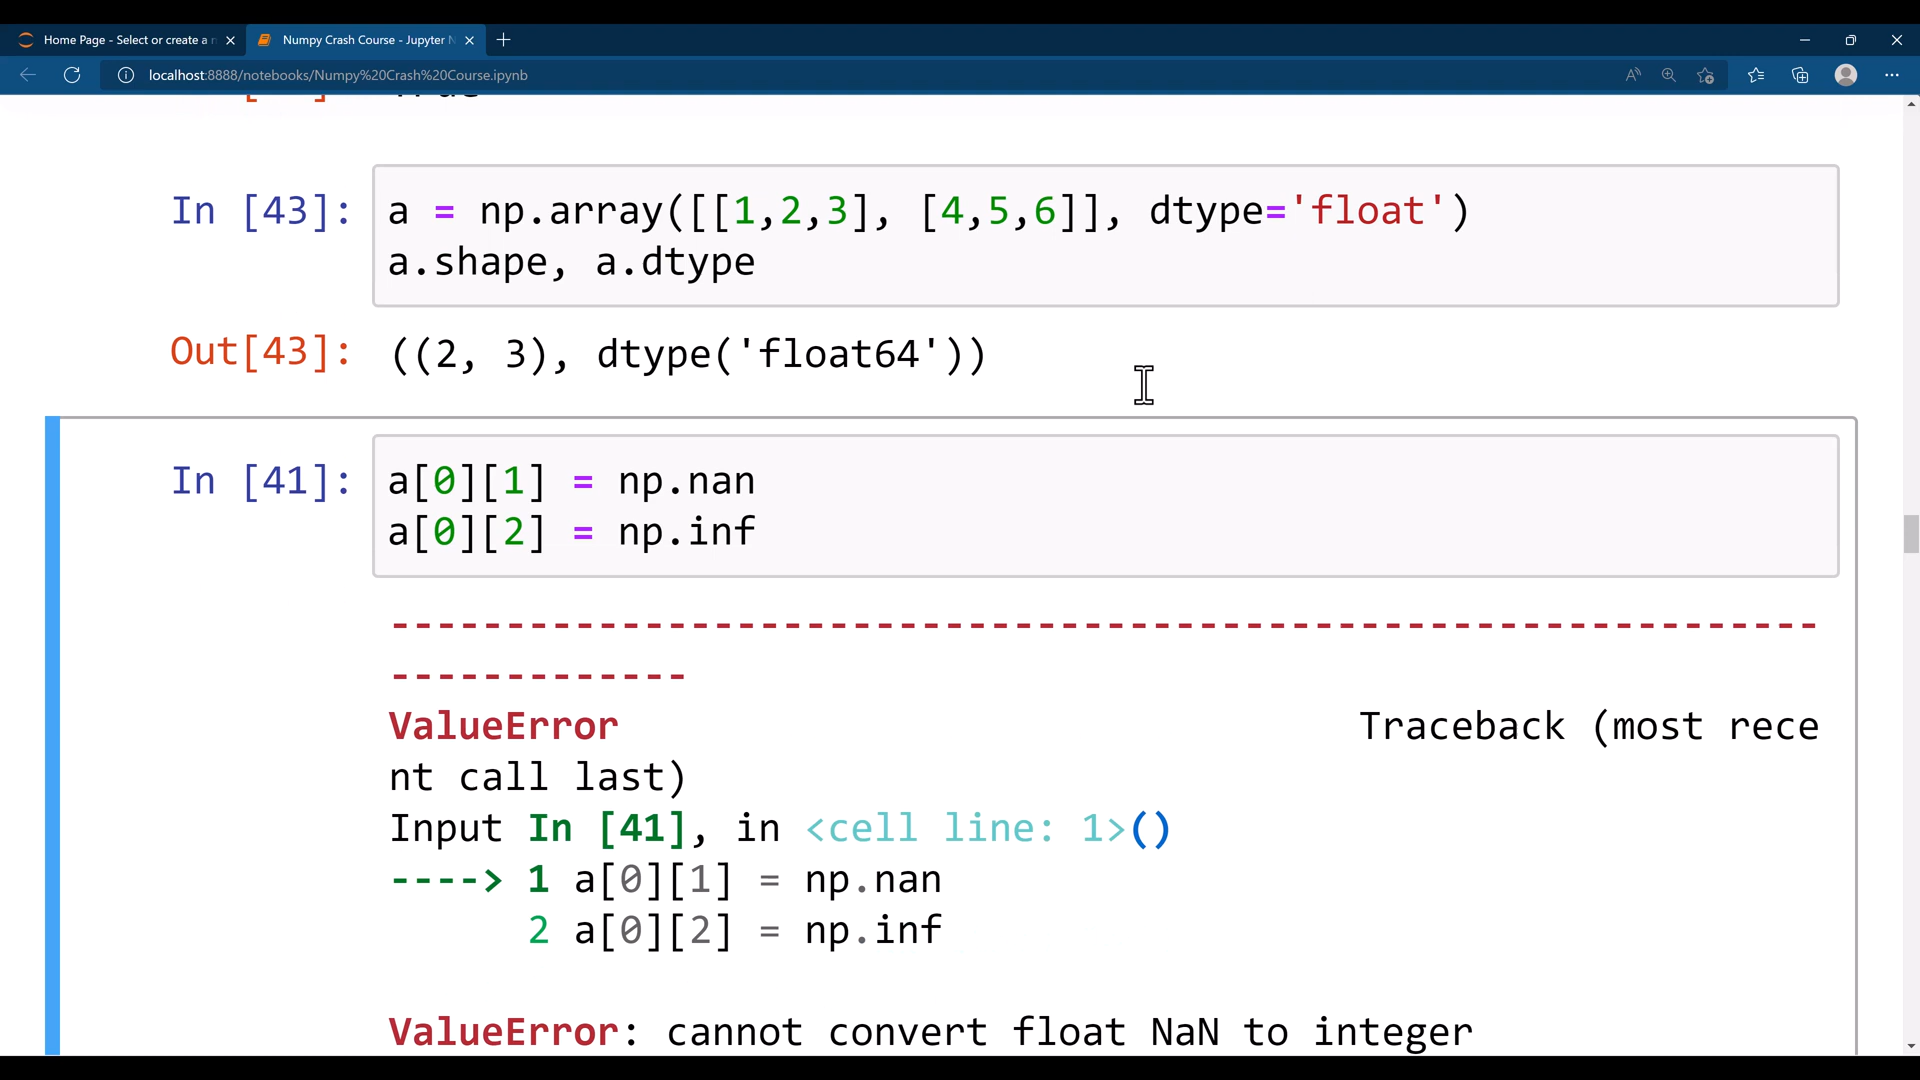 Home Page - Select or create a n
Numpy Crash Course - Jupyter N
localhost:8888/notebooks/Numpy%20Crash%20Course.ipynb
In [43]: a = np.array([[1,2,3], [4,5,6]], dtype='float')
a.shape, a.dtype
Out[43]: ((2, 3), dtype('float64'))
In [41]: a[0][1] = np.nan
a[0][2] = np.inf
--------------------------------------------------------------
-------------
ValueError Traceback (most rece
nt call last)
Input In [41], in <cell line: 1>()
----> 1 a[0][1] = np.nan
2 a[0][2] = np.inf
ValueError: cannot convert float NaN to integer